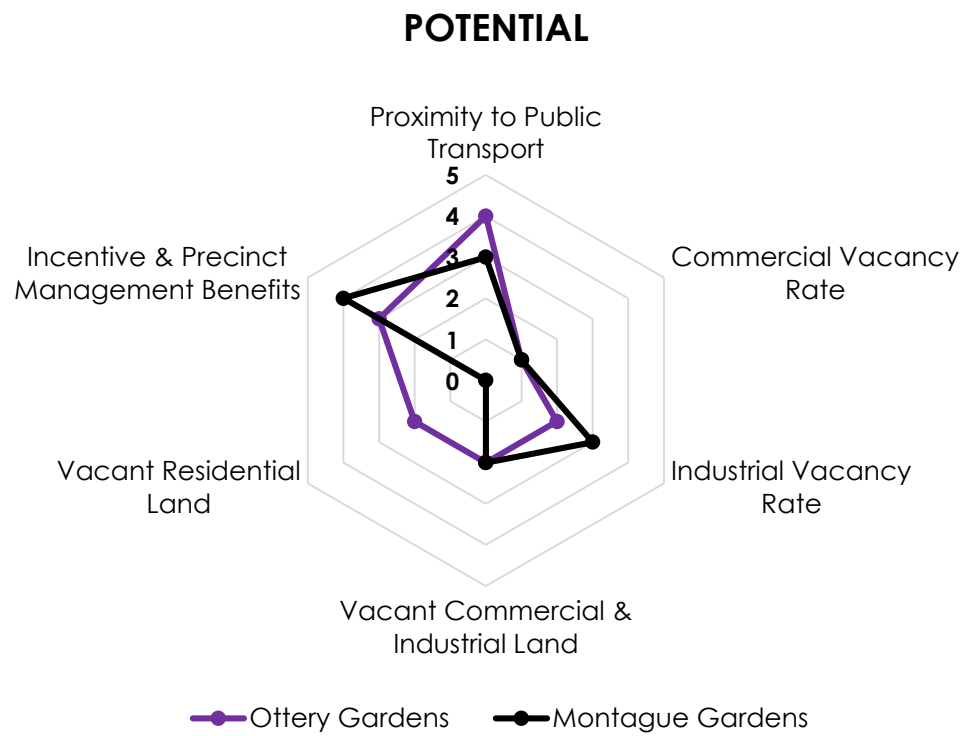 POTENTIAL
Proximity to Public
Transport
5
4
3
2
1
0
Commercial Vacancy
Rate
Industrial Vacancy
Rate
Vacant Commercial &
Industrial Land
Vacant Residential
Land
Incentive & Precinct
Management Benefits
Ottery Gardens
Montague Gardens